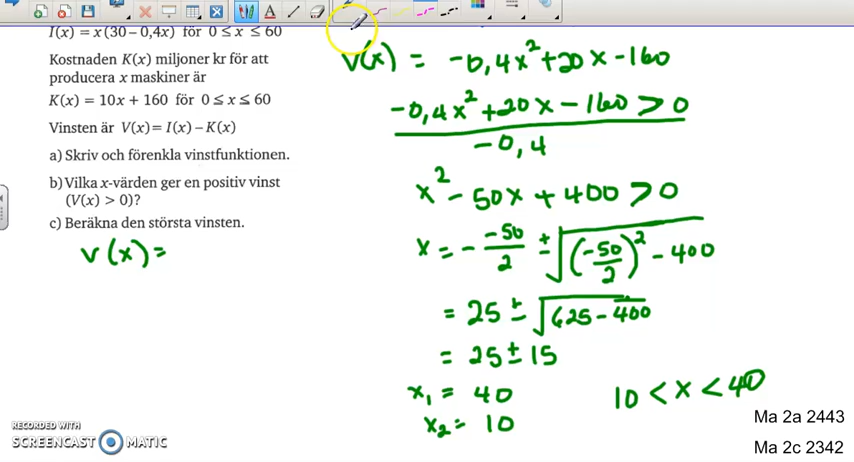 I(x) = x(30 – 0,4x) för 0 ≤ x ≤ 60
Kostnaden K(x) miljoner kr för att
producera x maskiner är
K(x) = 10x + 160 för 0 ≤ x ≤ 60
Vinsten är V(x) = I(x) – K(x)
a) Skriv och förenkla vinstfunktionen.
b) Vilka x-värden ger en positiv vinst
(V(x) > 0)?
c) Beräkna den största vinsten.
v(x) =
v(x) = -0,4x² + 20x - 160
-0,4x² + 20x - 160 > 0
-0,4
x² - 50x + 400 > 0
x = - -50/2 ± √((-50/2)² - 400)
= 25 ± √(625 - 400)
= 25 ± 15
x₁ = 40
x₂ = 10
10 < x < 40
Ma 2a 2443
Ma 2c 2342
RECORDED WITH
SCREENCAST MATIC